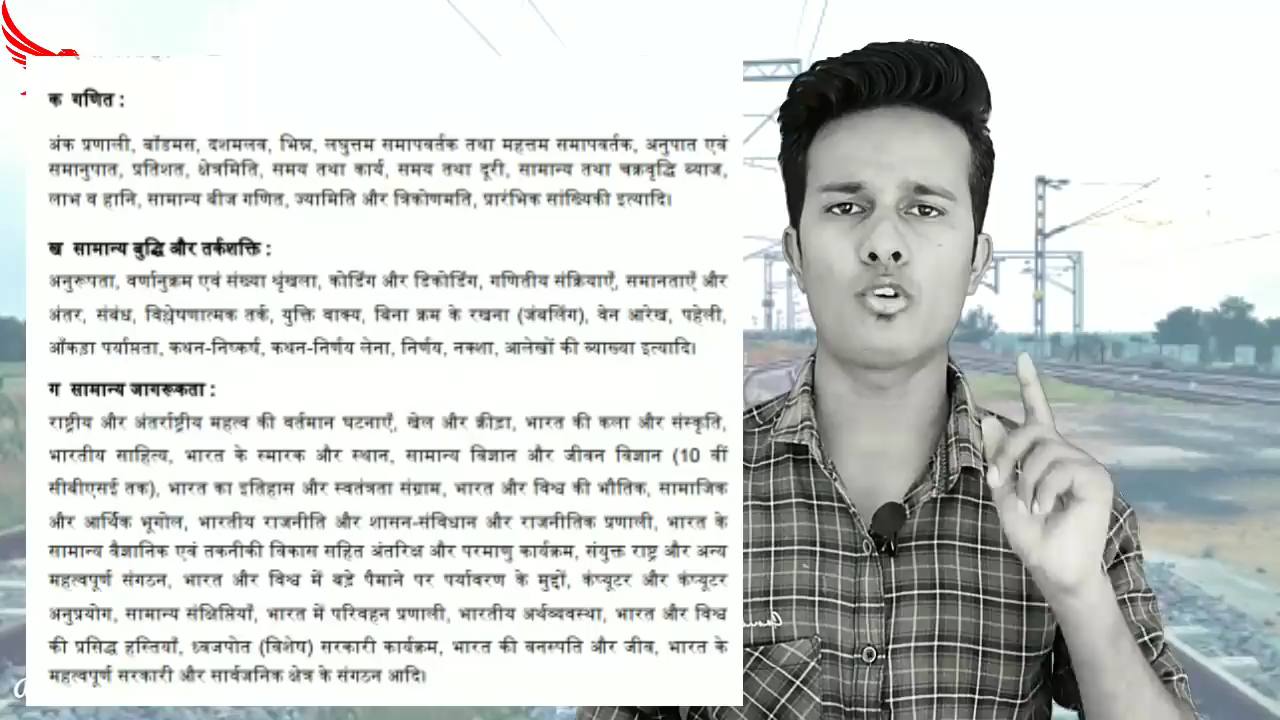 क गणित :
अंक प्रणाली, बॉडमस, दशमलव, भिन्न, लघुत्तम समापवर्तक तथा महत्तम समापवर्तक, अनुपात एवं
समानुपात, प्रतिशत, क्षेत्रमिति, समय तथा कार्य, समय तथा दूरी, सामान्य तथा चक्रवृद्धि ब्याज,
लाभ व हानि, सामान्य बीज गणित, ज्यामिति और त्रिकोणमति, प्रारंभिक सांख्यिकी इत्यादि।
ख सामान्य बुद्धि और तर्कशक्ति :
अनुरूपता, वर्णानुक्रम एवं संख्या श्रृंखला, कोडिंग और डिकोडिंग, गणितीय संक्रियाएँ, समानताएँ और
अंतर, संबंध, विश्लेषणात्मक तर्क, युक्ति वाक्य, बिना क्रम के रखना (जंबलिंग), वेन आरेख, पहेली,
आँकड़ा पर्याप्तता, कथन-निष्कर्ष, कथन-निर्णय लेना, निर्णय, नक्शा, आलेखों की व्याख्या इत्यादि।
ग सामान्य जागरूकता :
राष्ट्रीय और अंतर्राष्ट्रीय महत्व की वर्तमान घटनाएँ, खेल और क्रीड़ा, भारत की कला और संस्कृति,
भारतीय साहित्य, भारत के स्मारक और स्थान, सामान्य विज्ञान और जीवन विज्ञान (10 वीं
सीबीएसई तक), भारत का इतिहास और स्वतंत्रता संग्राम, भारत और विश्व की भौतिक, सामाजिक
और आर्थिक भूगोल, भारतीय राजनीति और शासन-संविधान और राजनीतिक प्रणाली, भारत के
सामान्य वैज्ञानिक एवं तकनीकी विकास सहित अंतरिक्ष और परमाणु कार्यक्रम, संयुक्त राष्ट्र और अन्य
महत्वपूर्ण संगठन, भारत और विश्व में बड़े पैमाने पर पर्यावरण के मुद्दों, कंप्यूटर और कंप्यूटर
अनुप्रयोग, सामान्य संक्षिप्तियाँ, भारत में परिवहन प्रणाली, भारतीय अर्थव्यवस्था, भारत और विश्व
की प्रसिद्ध हस्तियाँ, ध्वजपोत (विशेष) सरकारी कार्यक्रम, भारत की वनस्पति और जीव, भारत के
महत्वपूर्ण सरकारी और सार्वजनिक क्षेत्र के संगठन आदि।